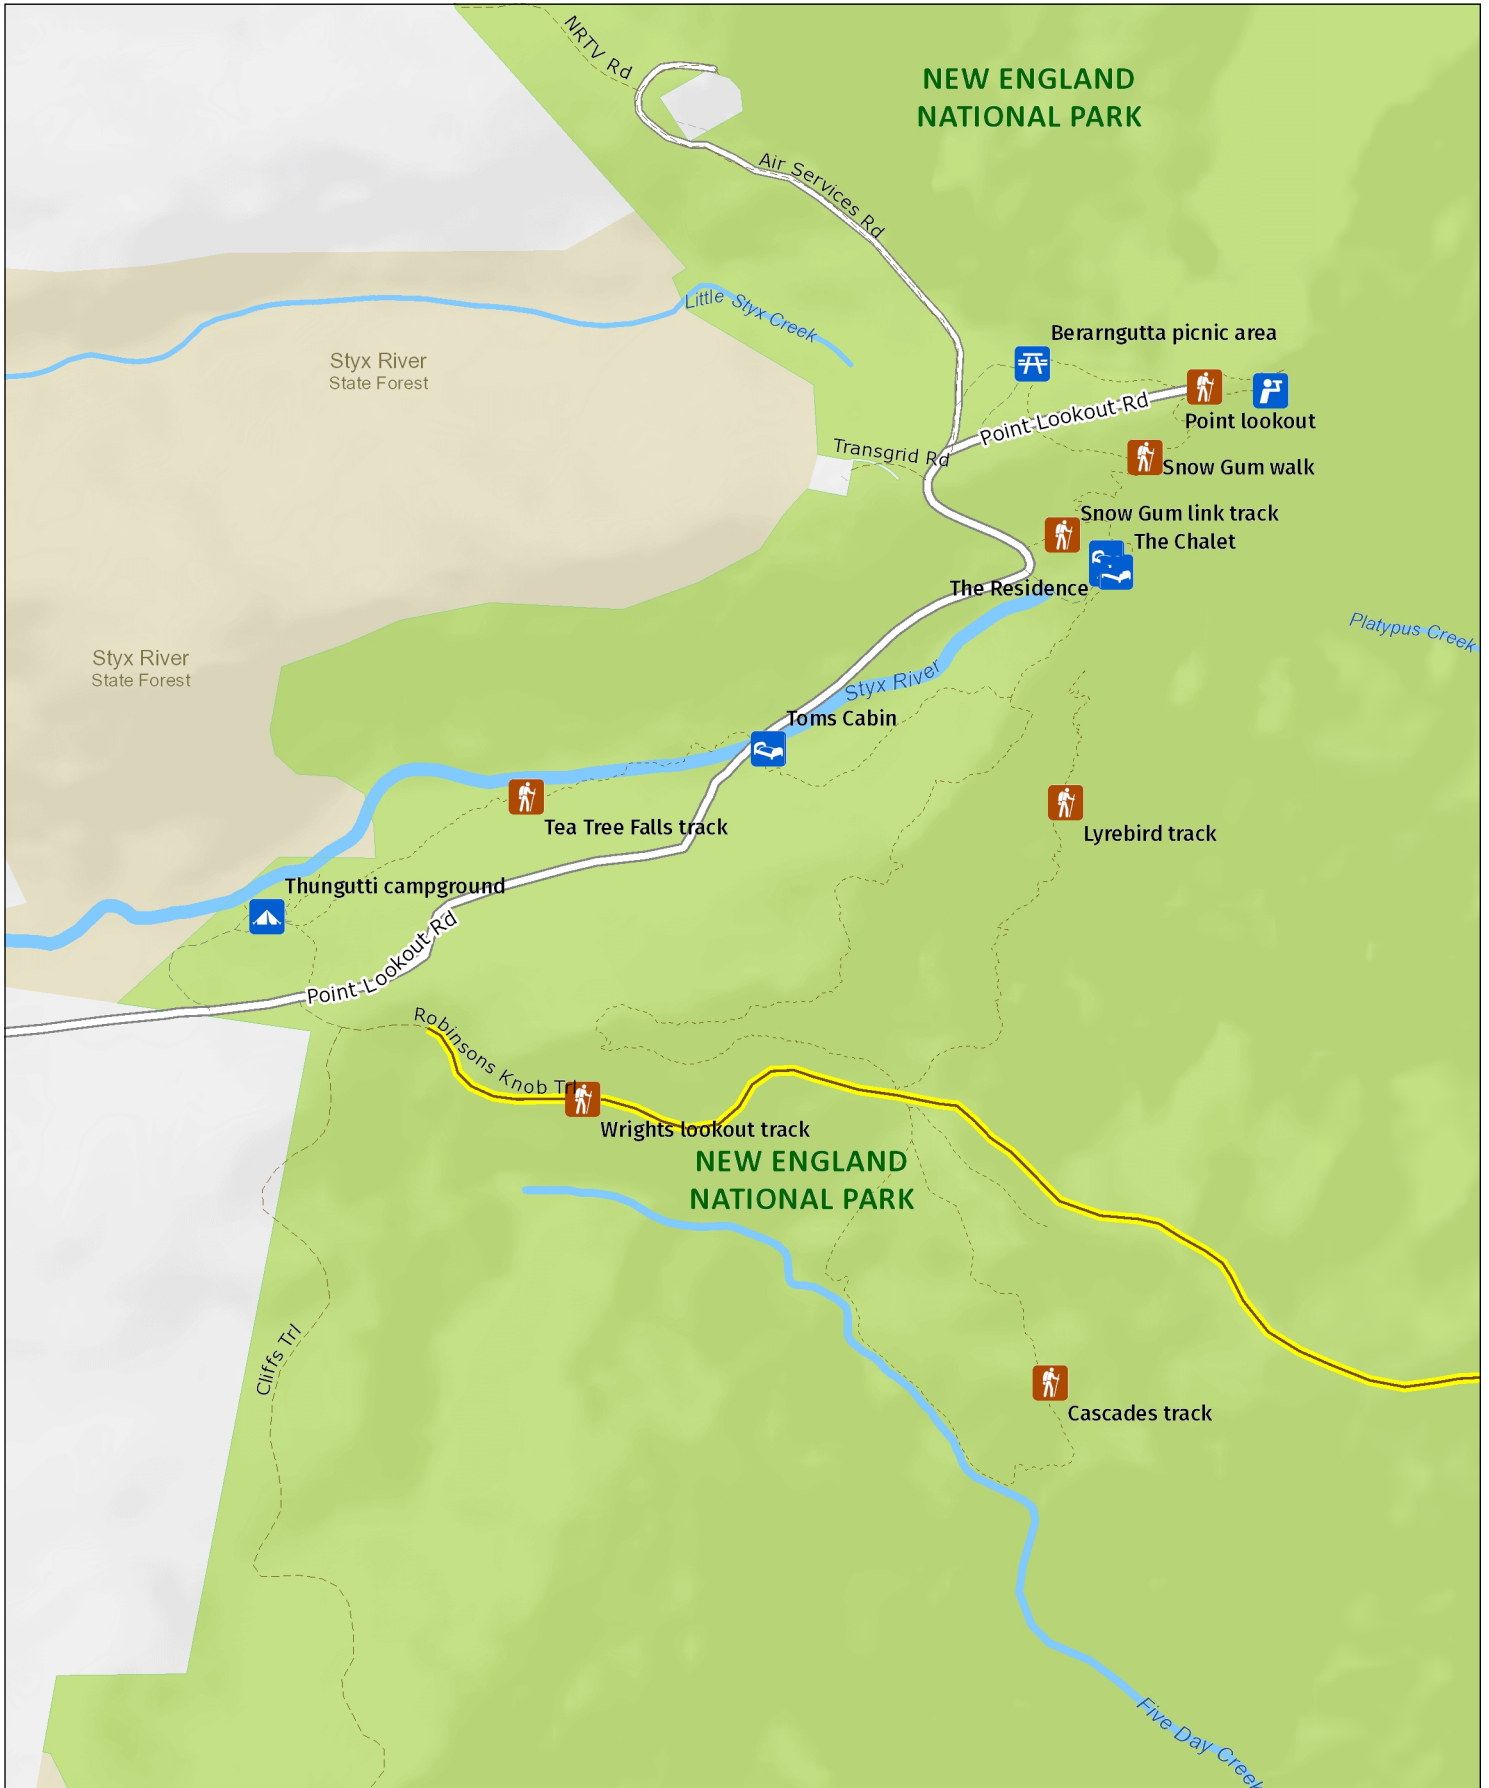 NRTV Rd
NEW ENGLAND
NATIONAL PARK
Air Services Rd
Little Styx Creek
Berarngutta picnic area
Styx River
State Forest
Point Lookout Rd
Point lookout
Transgrid Rd
Snow Gum walk
Snow Gum link track
The Chalet
The Residence
Platypus Creek
Styx River
State Forest
Styx River
Toms Cabin
Tea Tree Falls track
Lyrebird track
Thungutti campground
Point Lookout Rd
Robinsons Knob Trl
Wrights lookout track
NEW ENGLAND
NATIONAL PARK
Cliffs Trl
Cascades track
Five Day Creek